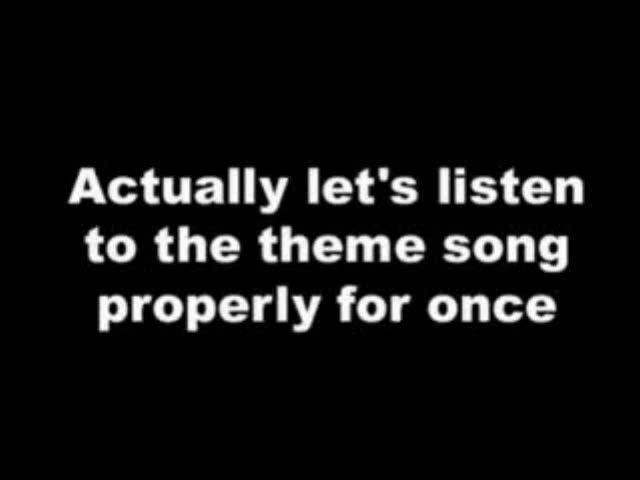 Actually let's listen
to the theme song
properly for once